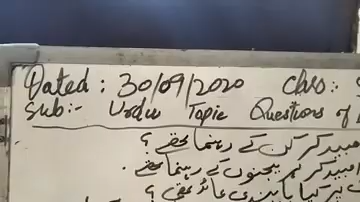 Dated : 30/09/2020 Class :-
Sub:- Urdu Topic Questions of
امبیدکر کن کے رہنما تھے ؟
امبیدکر ہریجنوں کے رہنما تھے .
پر کیا پابندی عائد تھی ؟